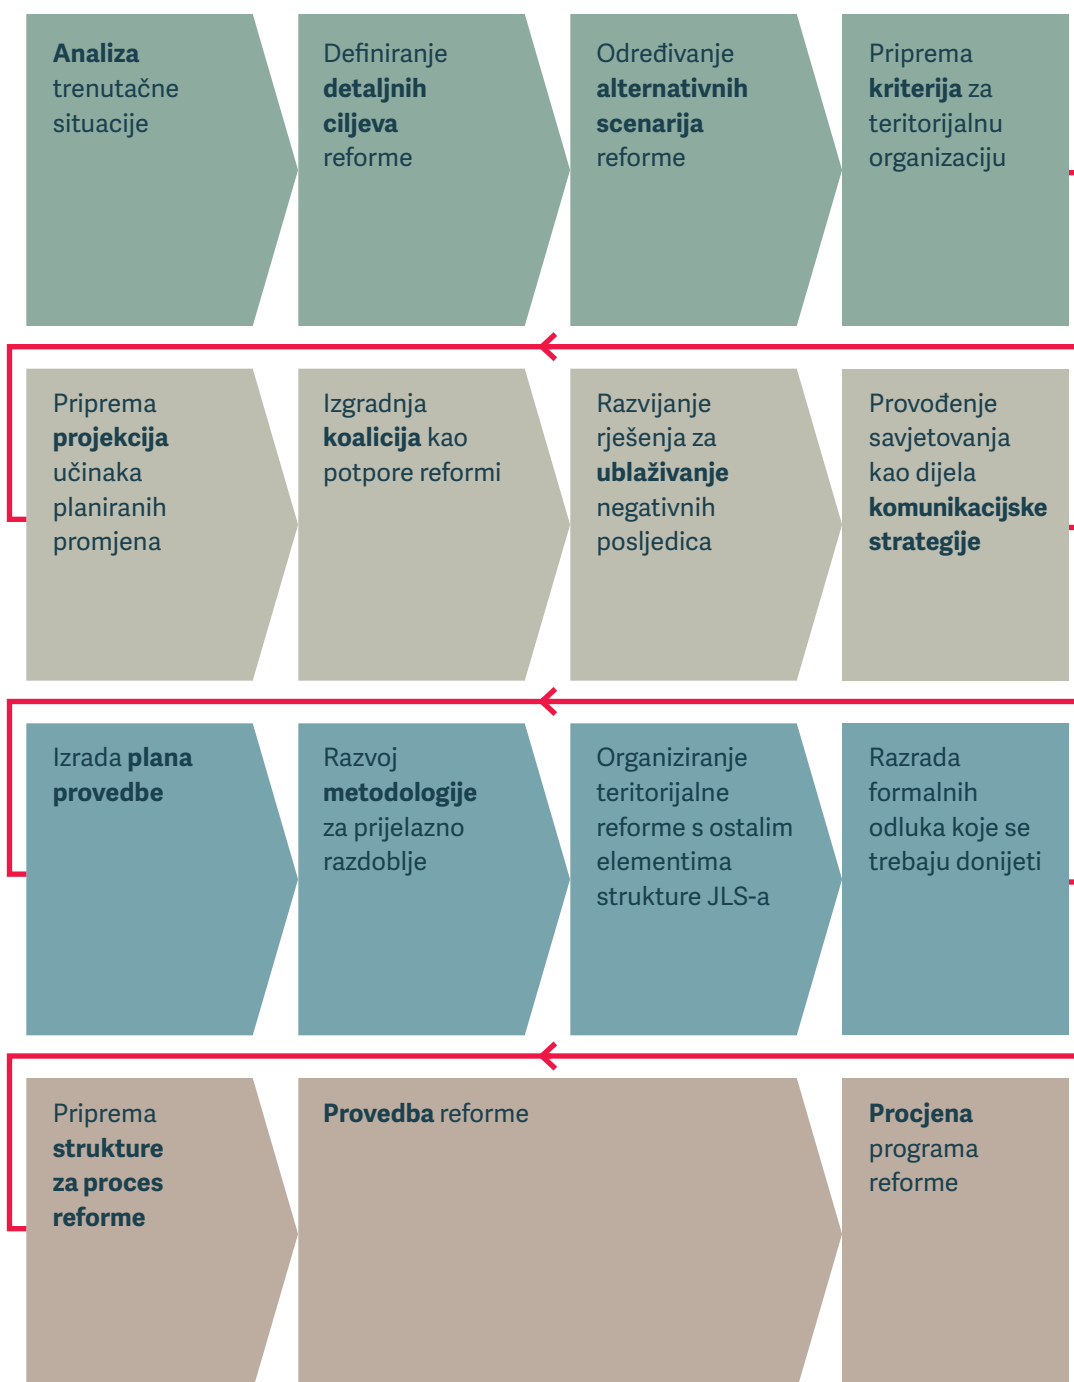 Analiza
trenutačne
situacije
Definiranje
detaljnih
ciljeva
reforme
Određivanje
alternativnih
scenarija
reforme
Priprema
kriterija za
teritorijalnu
organizaciju
Priprema
projekcija
učinaka
planiranih
promjena
Izgradnja
koalicija kao
potpore reformi
Razvijanje
rješenja za
ublaživanje
negativnih
posljedica
Provođenje
savjetovanja
kao dijela
komunikacijske
strategije
Izrada plana
provedbe
Razvoj
metodologije
za prijelazno
razdoblje
Organiziranje
teritorijalne
reforme s ostalim
elementima
strukture JLS-a
Razrada
formalnih
odluka koje se
trebaju donijeti
Priprema
strukture
za proces
reforme
Provedba reforme
Procjena
programa
reforme